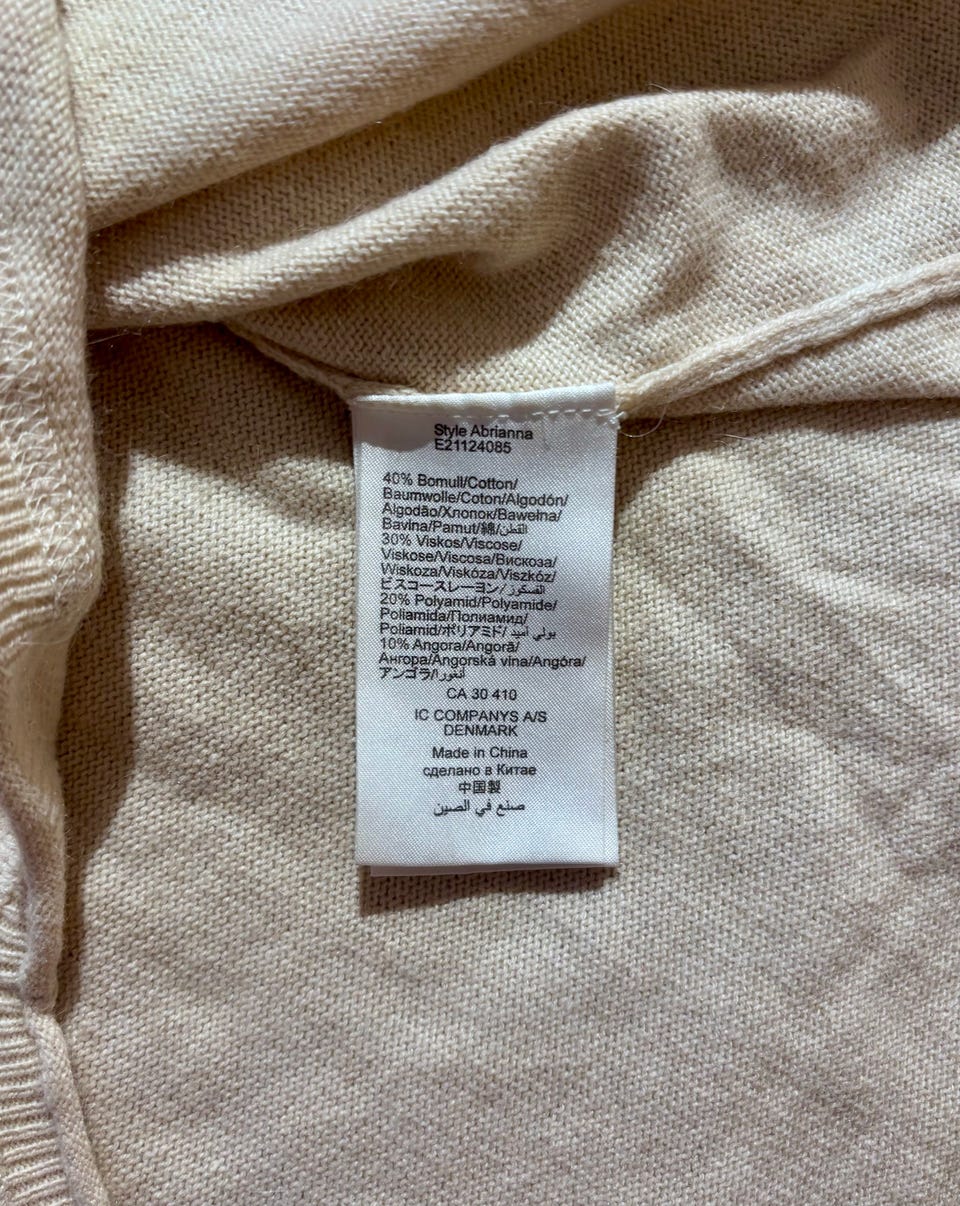 Style Abrianna
E21124085
40% Bomull/Cotton/
Baumwolle/Coton/Algodón/
Algodão/Хлопок/Bawełna/
Bavlna/Pamut/綿/القطن
30% Viskos/Viscose/
Viskose/Viscosa/Вискоза/
Wiskoza/Viskóza/Viszkóz/
ビスコースレーヨン/الفسكوز
20% Polyamid/Polyamide/
Poliamida/Полиамид/
Poliamid/ポリアミド/بولي أميد
10% Angora/Angorá/
Ангора/Angorská vlna/Angóra/
アンゴラ/أنغورا
CA 30 410
IC COMPANYS A/S
DENMARK
Made in China
сделано в Китае
中国製
صنع في الصين